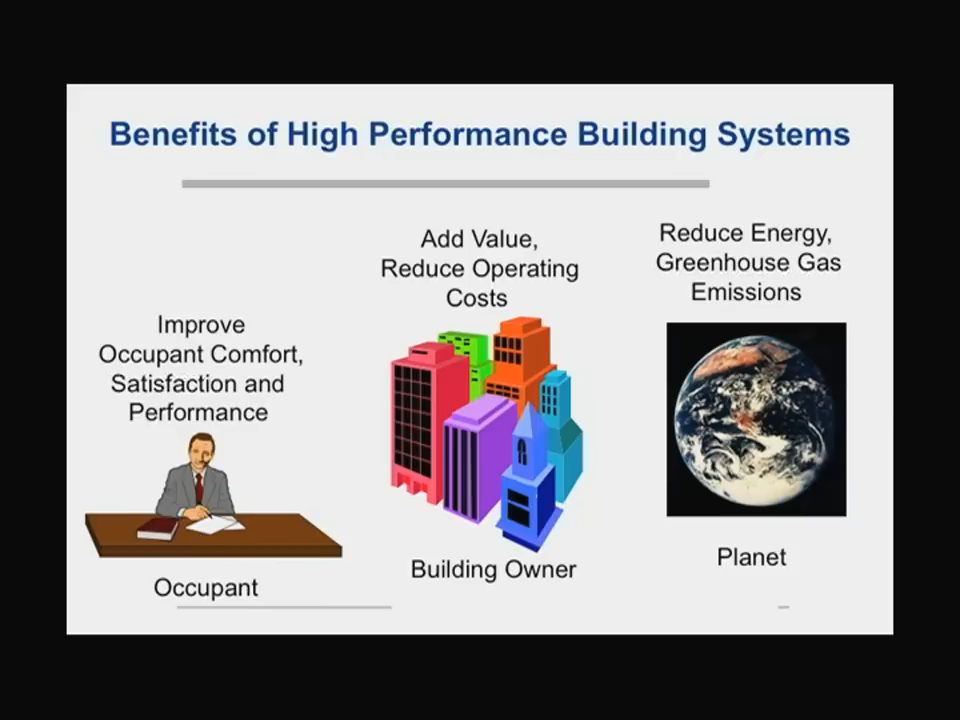 Benefits of High Performance Building Systems
Improve
Occupant Comfort,
Satisfaction and
Performance
Occupant
Add Value,
Reduce Operating
Costs
Building Owner
Reduce Energy,
Greenhouse Gas
Emissions
Planet